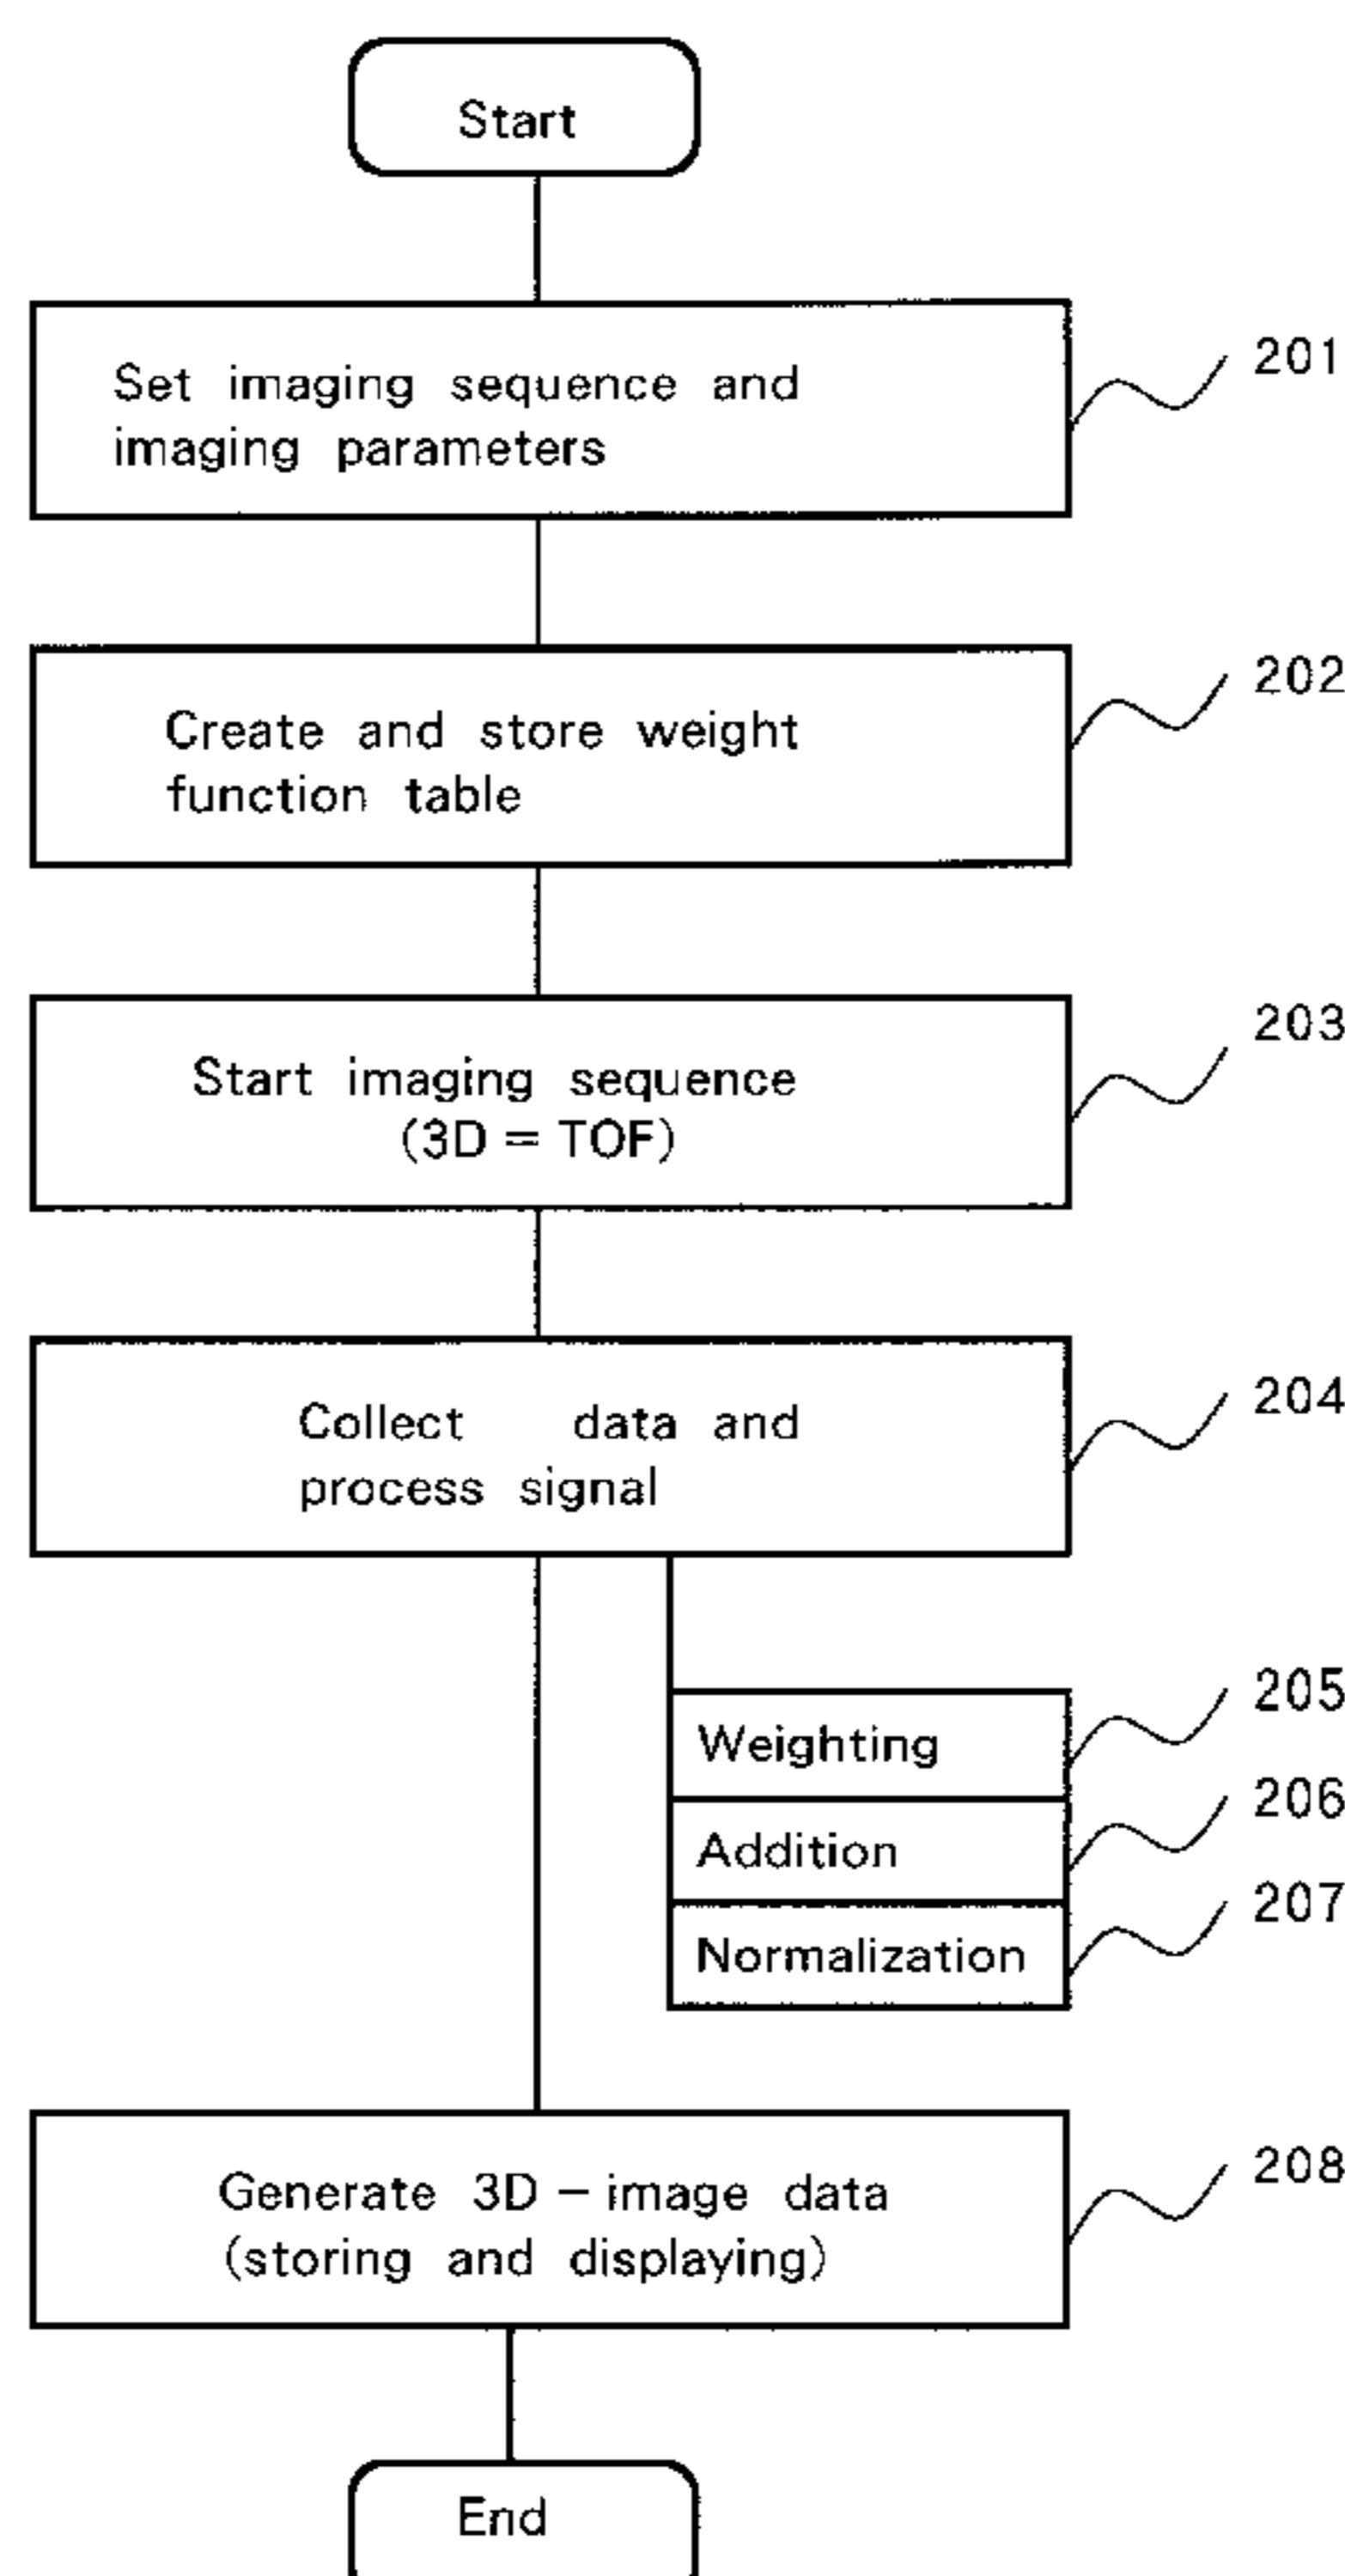 Start
Set imaging sequence and
imaging parameters
201
Create and store weight
function table
202
Start imaging sequence
(3D = TOF)
203
Collect data and
process signal
204
Weighting
205
Addition
206
Normalization
207
Generate 3D - image data
(storing and displaying)
208
End